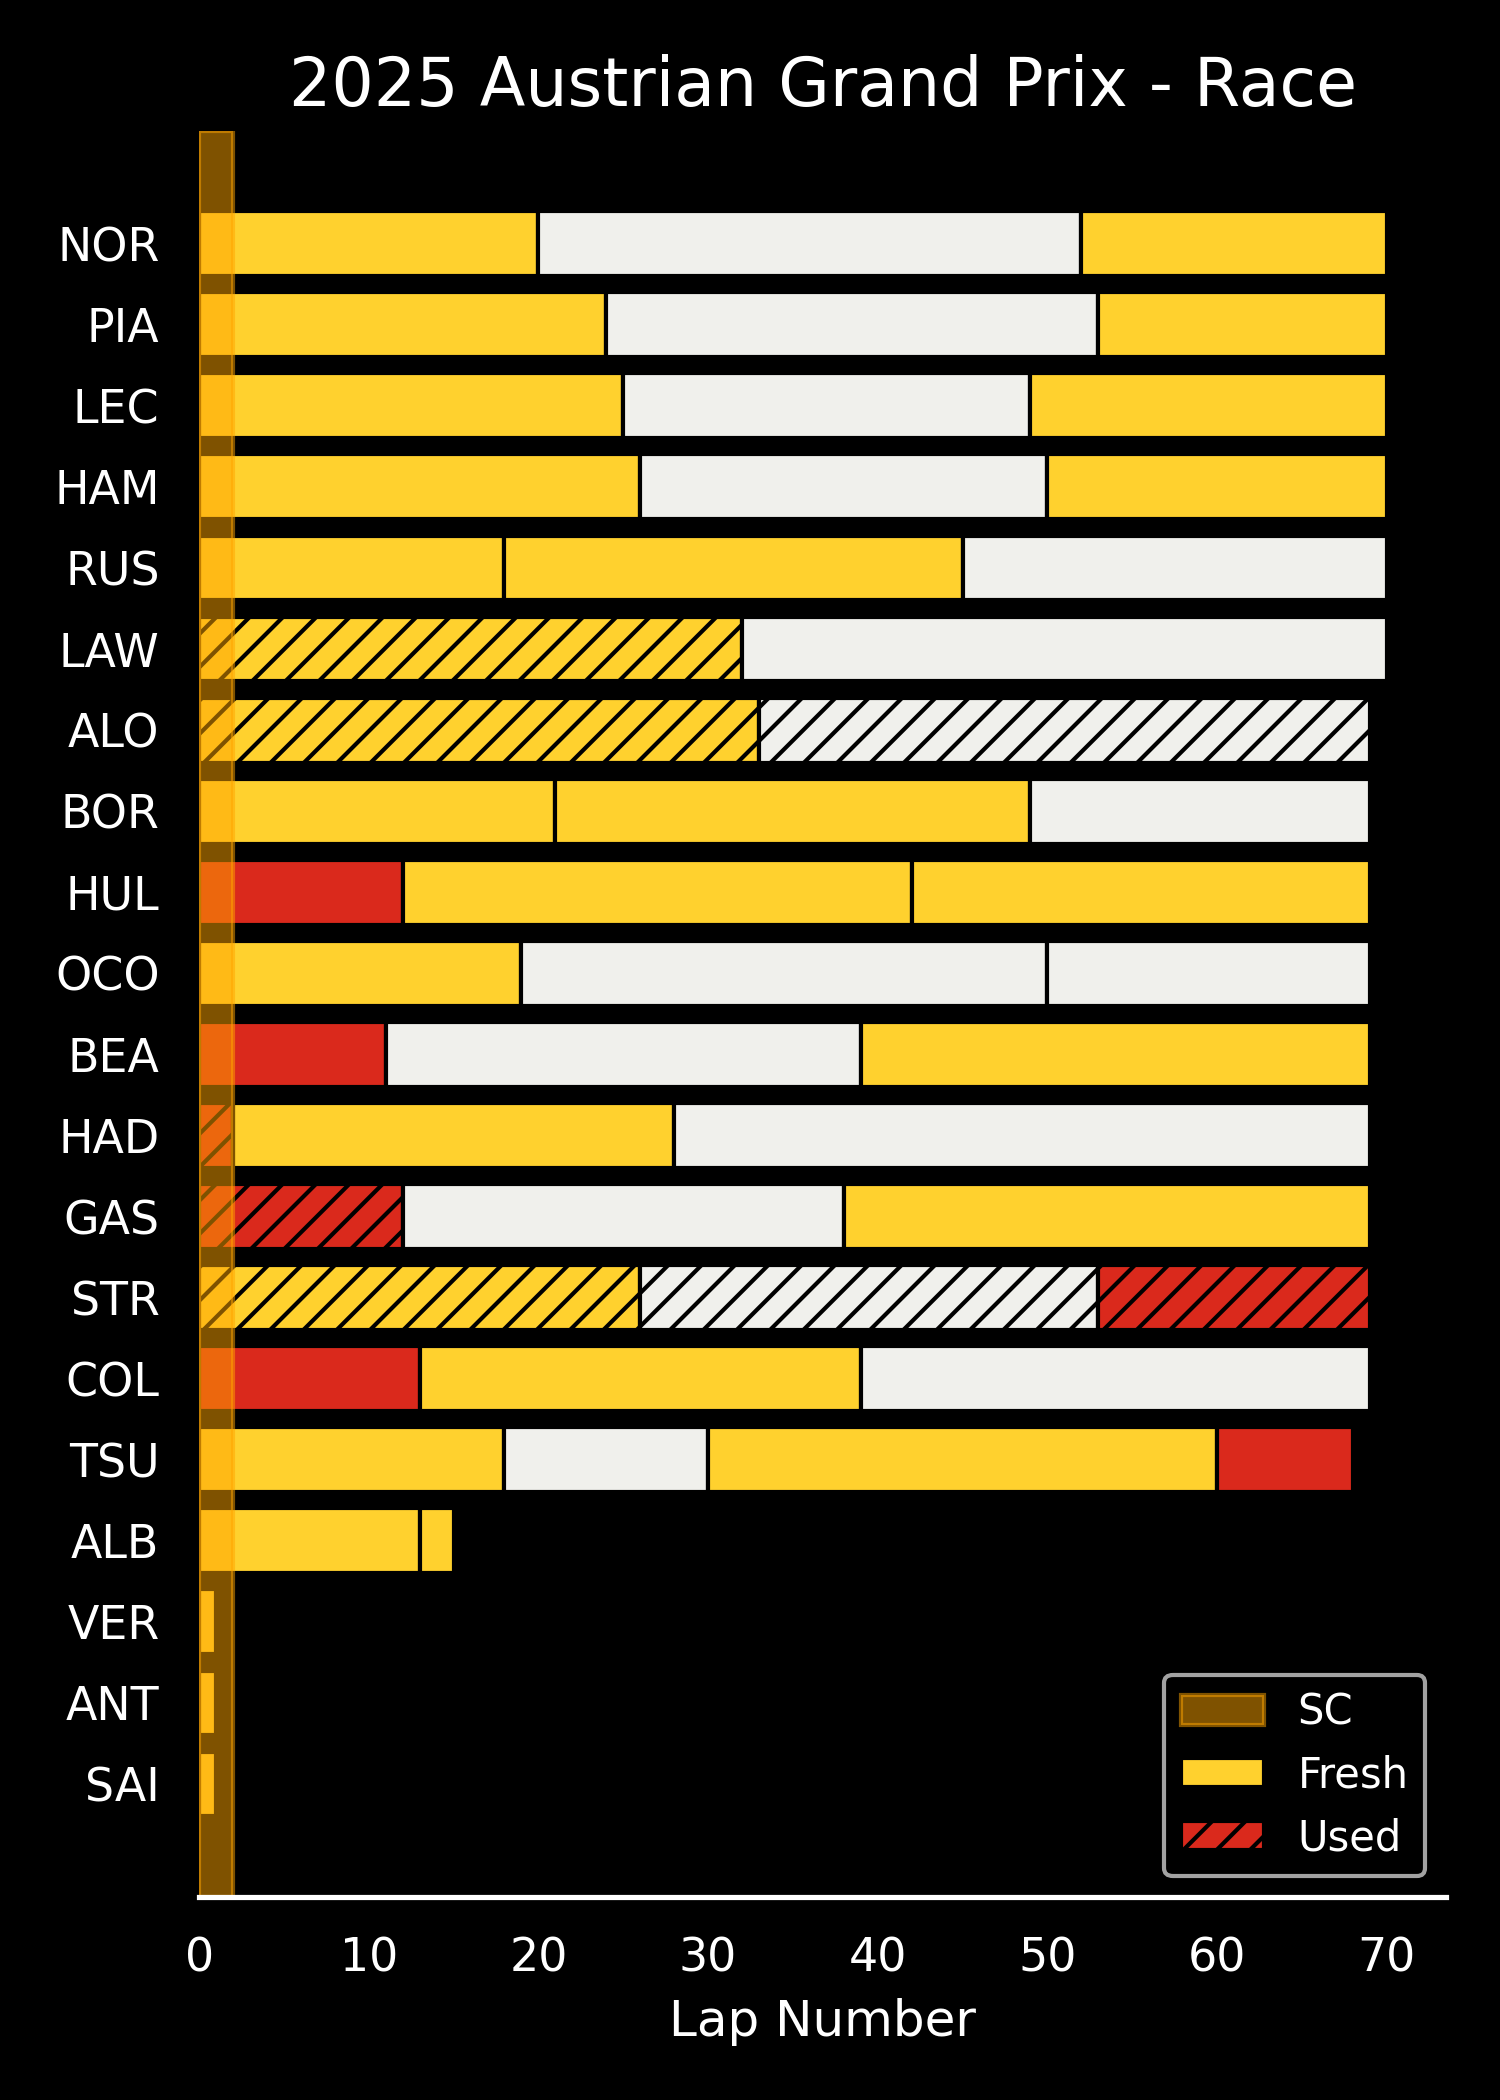 2025 Austrian Grand Prix - Race
NOR
PIA
LEC
HAM
RUS
LAW
ALO
BOR
HUL
OCO
BEA
HAD
GAS
STR
COL
TSU
ALB
VER
ANT
SAI
SC
Fresh
Used
0 10 20 30 40 50 60 70
Lap Number